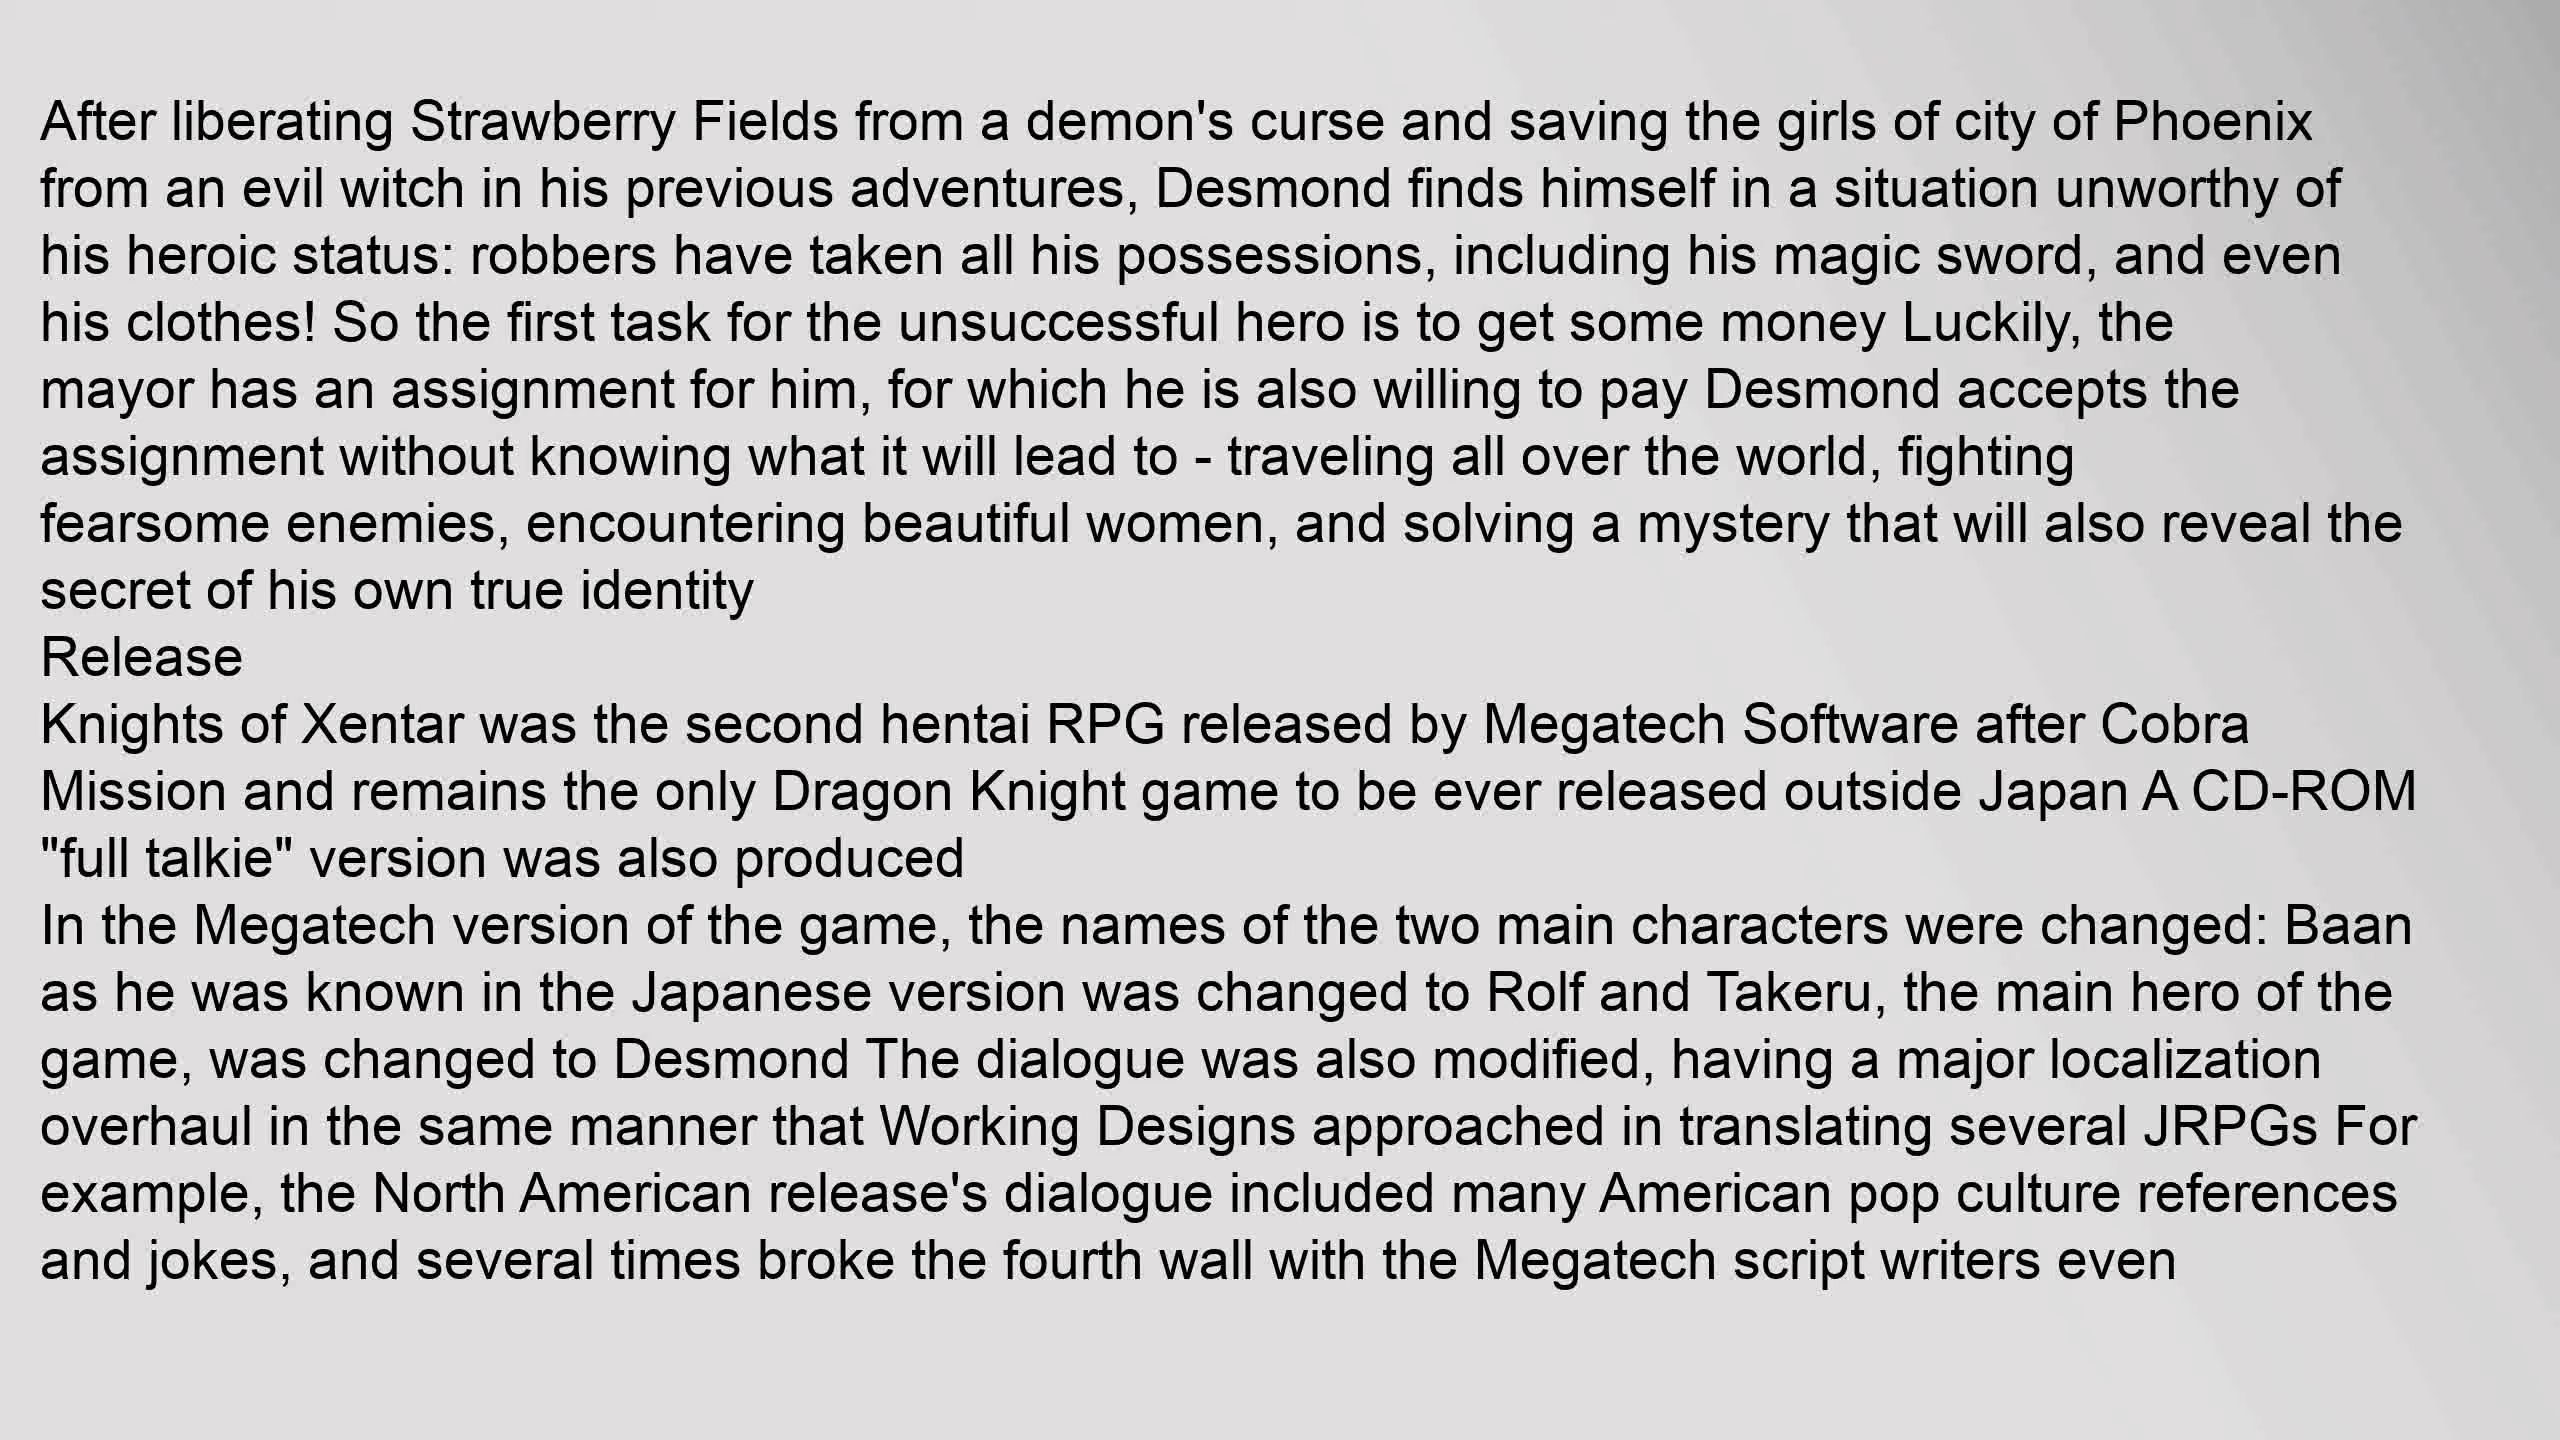 After liberating Strawberry Fields from a demon's curse and saving the girls of city of Phoenix
from an evil witch in his previous adventures, Desmond finds himself in a situation unworthy of
his heroic status: robbers have taken all his possessions, including his magic sword, and even
his clothes! So the first task for the unsuccessful hero is to get some money Luckily, the
mayor has an assignment for him, for which he is also willing to pay Desmond accepts the
assignment without knowing what it will lead to - traveling all over the world, fighting
fearsome enemies, encountering beautiful women, and solving a mystery that will also reveal the
secret of his own true identity
Release
Knights of Xentar was the second hentai RPG released by Megatech Software after Cobra
Mission and remains the only Dragon Knight game to be ever released outside Japan A CD-ROM
"full talkie" version was also produced
In the Megatech version of the game, the names of the two main characters were changed: Baan
as he was known in the Japanese version was changed to Rolf and Takeru, the main hero of the
game, was changed to Desmond The dialogue was also modified, having a major localization
overhaul in the same manner that Working Designs approached in translating several JRPGs For
example, the North American release's dialogue included many American pop culture references
and jokes, and several times broke the fourth wall with the Megatech script writers even